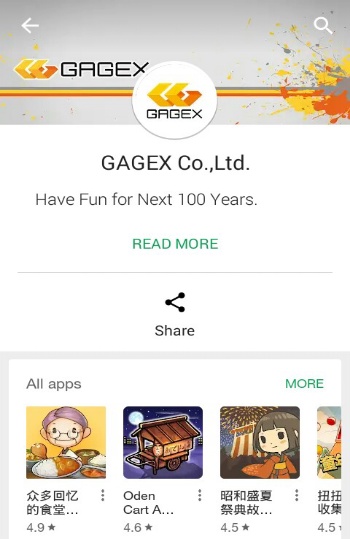 GAGEX
GAGEX
GAGEX Co.,Ltd.
Have Fun for Next 100 Years.
READ MORE
Share
All apps
MORE
众多回忆
的食堂...
4.9★
Oden
Cart A...
4.6★
昭和盛夏
祭典故...
4.5★
扭扭
收集
4.5